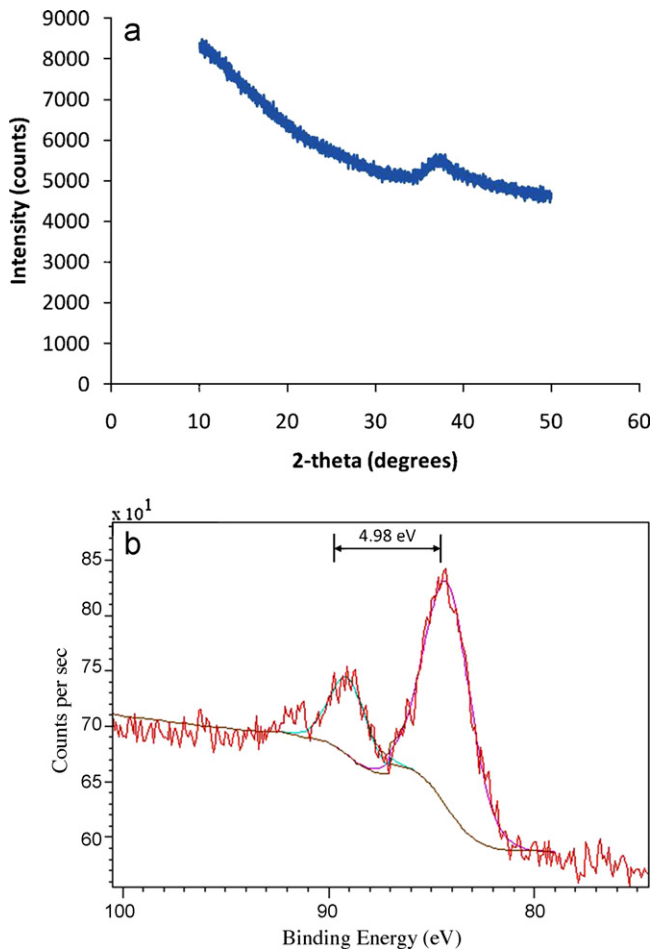 a
9000
8000
7000
6000
5000
4000
3000
2000
1000
0
Intensity (counts)
0 10 20 30 40 50 60
2-theta (degrees)
x 10^1
b
4.98 eV
85
80
75
70
65
60
Counts per sec
100 90 80
Binding Energy (eV)